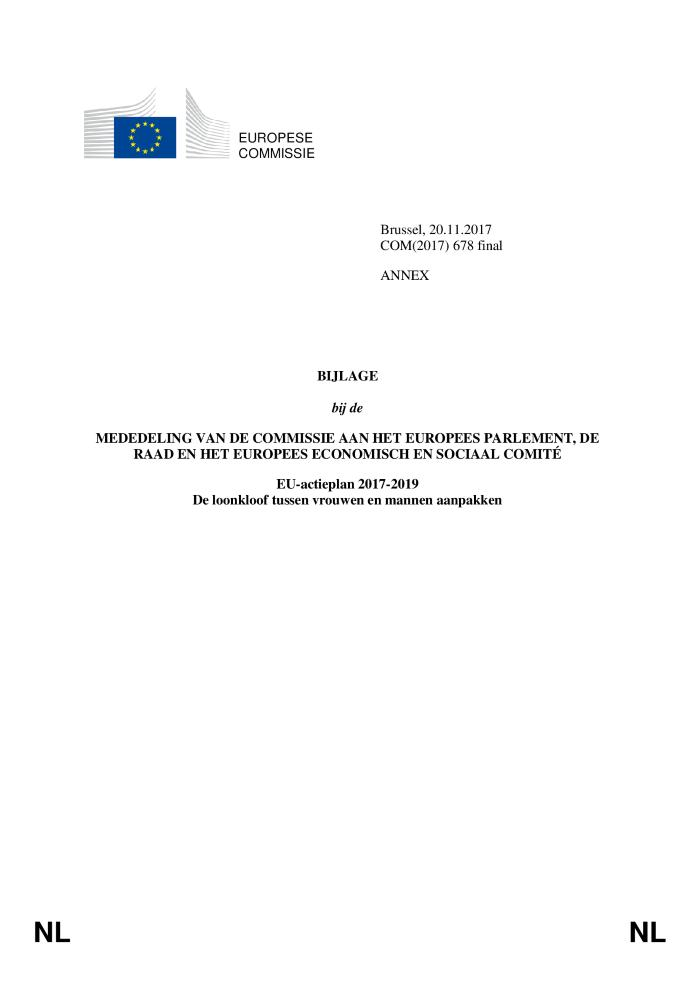 EUROPESE
COMMISSIE
Brussel, 20.11.2017
COM(2017) 678 final
ANNEX
BIJLAGE
bij de
MEDEDELING VAN DE COMMISSIE AAN HET EUROPEES PARLEMENT, DE
RAAD EN HET EUROPEES ECONOMISCH EN SOCIAAL COMITÉ
EU-actieplan 2017-2019
De loonkloof tussen vrouwen en mannen aanpakken
NL NL